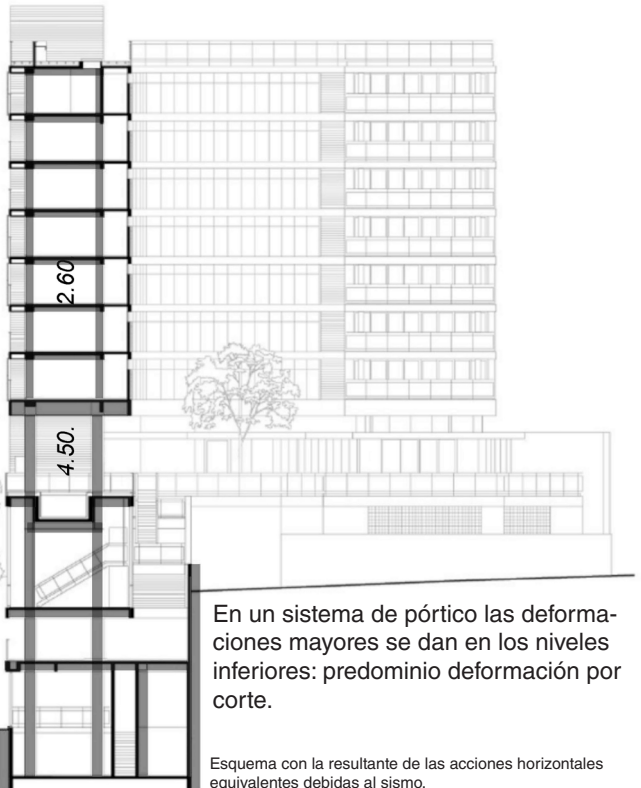 2.60
4.50.
En un sistema de pórtico las deforma-
ciones mayores se dan en los niveles
inferiores: predominio deformación por
corte.
Esquema con la resultante de las acciones horizontales
equivalentes debidas al sismo.